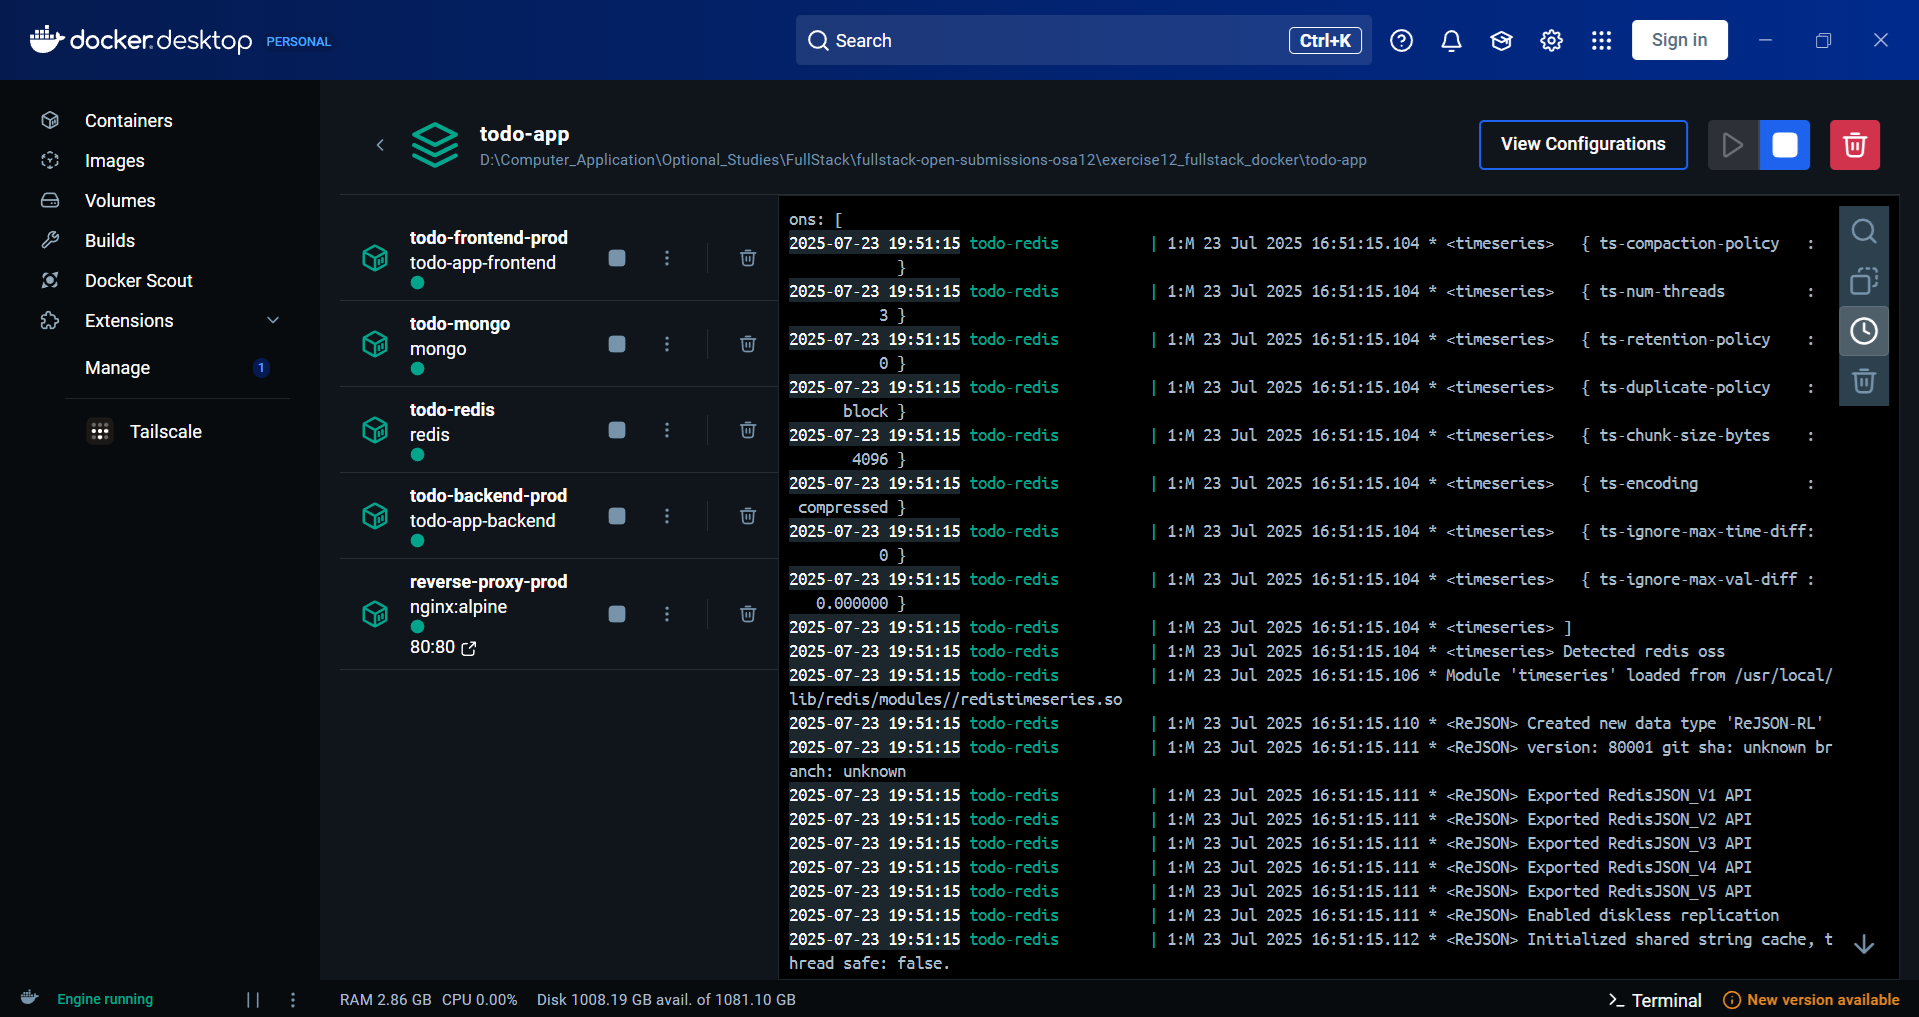 docker.desktop PERSONAL
Search
Ctrl+K
Sign in
Containers
Images
Volumes
Builds
Docker Scout
Extensions
Manage
1
Tailscale
todo-app
D:\Computer_Application\Optional_Studies\FullStack\fullstack-open-submissions-osa12\exercise12_fullstack_docker\todo-app
View Configurations
todo-frontend-prod
todo-app-frontend
todo-mongo
mongo
todo-redis
redis
todo-backend-prod
todo-app-backend
reverse-proxy-prod
nginx:alpine
80:80
ons: [
2025-07-23 19:51:15 todo-redis | 1:M 23 Jul 2025 16:51:15.104 * <timeseries> { ts-compaction-policy :
}
2025-07-23 19:51:15 todo-redis | 1:M 23 Jul 2025 16:51:15.104 * <timeseries> { ts-num-threads :
3 }
2025-07-23 19:51:15 todo-redis | 1:M 23 Jul 2025 16:51:15.104 * <timeseries> { ts-retention-policy :
0 }
2025-07-23 19:51:15 todo-redis | 1:M 23 Jul 2025 16:51:15.104 * <timeseries> { ts-duplicate-policy :
block }
2025-07-23 19:51:15 todo-redis | 1:M 23 Jul 2025 16:51:15.104 * <timeseries> { ts-chunk-size-bytes :
4096 }
2025-07-23 19:51:15 todo-redis | 1:M 23 Jul 2025 16:51:15.104 * <timeseries> { ts-encoding :
compressed }
2025-07-23 19:51:15 todo-redis | 1:M 23 Jul 2025 16:51:15.104 * <timeseries> { ts-ignore-max-time-diff:
0 }
2025-07-23 19:51:15 todo-redis | 1:M 23 Jul 2025 16:51:15.104 * <timeseries> { ts-ignore-max-val-diff :
0.000000 }
2025-07-23 19:51:15 todo-redis | 1:M 23 Jul 2025 16:51:15.104 * <timeseries> ]
2025-07-23 19:51:15 todo-redis | 1:M 23 Jul 2025 16:51:15.104 * <timeseries> Detected redis oss
2025-07-23 19:51:15 todo-redis | 1:M 23 Jul 2025 16:51:15.106 * Module 'timeseries' loaded from /usr/local/
lib/redis/modules//redistimeseries.so
2025-07-23 19:51:15 todo-redis | 1:M 23 Jul 2025 16:51:15.110 * <ReJSON> Created new data type 'ReJSON-RL'
2025-07-23 19:51:15 todo-redis | 1:M 23 Jul 2025 16:51:15.111 * <ReJSON> version: 80001 git sha: unknown br
anch: unknown
2025-07-23 19:51:15 todo-redis | 1:M 23 Jul 2025 16:51:15.111 * <ReJSON> Exported RedisJSON_V1 API
2025-07-23 19:51:15 todo-redis | 1:M 23 Jul 2025 16:51:15.111 * <ReJSON> Exported RedisJSON_V2 API
2025-07-23 19:51:15 todo-redis | 1:M 23 Jul 2025 16:51:15.111 * <ReJSON> Exported RedisJSON_V3 API
2025-07-23 19:51:15 todo-redis | 1:M 23 Jul 2025 16:51:15.111 * <ReJSON> Exported RedisJSON_V4 API
2025-07-23 19:51:15 todo-redis | 1:M 23 Jul 2025 16:51:15.111 * <ReJSON> Exported RedisJSON_V5 API
2025-07-23 19:51:15 todo-redis | 1:M 23 Jul 2025 16:51:15.111 * <ReJSON> Enabled diskless replication
2025-07-23 19:51:15 todo-redis | 1:M 23 Jul 2025 16:51:15.112 * <ReJSON> Initialized shared string cache, t
hread safe: false.
Engine running
RAM 2.86 GB CPU 0.00% Disk 1008.19 GB avail. of 1081.10 GB
Terminal
New version available